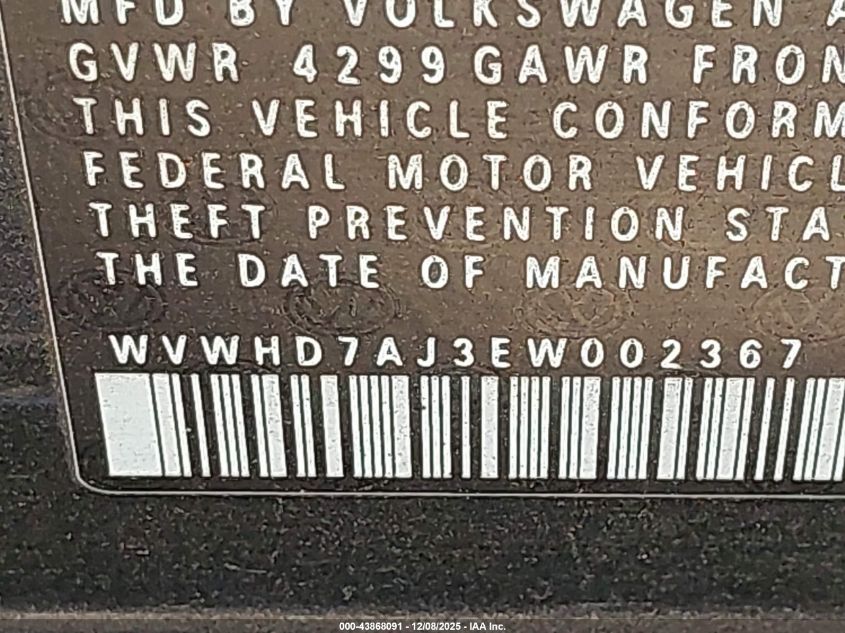 MFD BY VOLKSWAGEN A
GVWR 4299 GAWR FRON
THIS VEHICLE CONFORM
FEDERAL MOTOR VEHICL
THEFT PREVENTION STA
THE DATE OF MANUFACT
WVWHD7AJ3EW002367
000-43868091 - 12/08/2025 - IAA Inc.